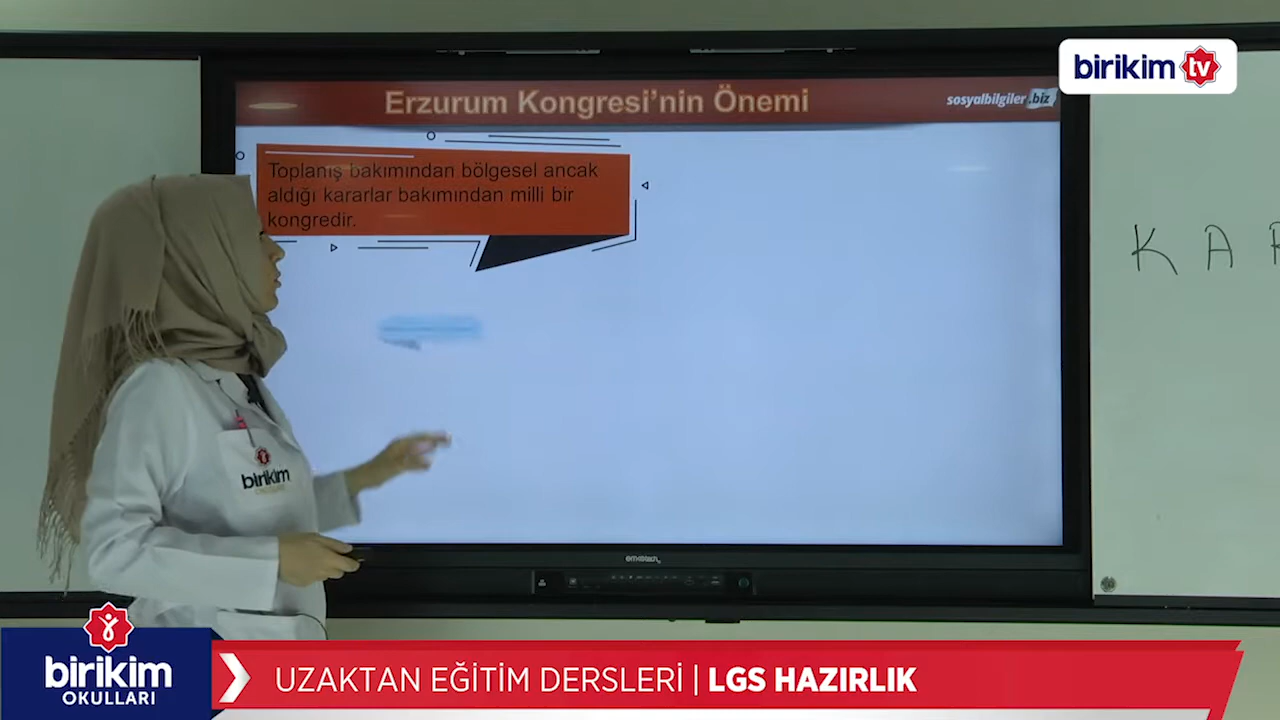 birikim tv
Erzurum Kongresi'nin Önemi
sosyalbilgiler.biz
Toplanış bakımından bölgesel ancak
aldığı kararlar bakımından milli bir
kongredir.
K A
birikim
birikim
OKULLARI
UZAKTAN EĞİTİM DERSLERİ | LGS HAZIRLIK